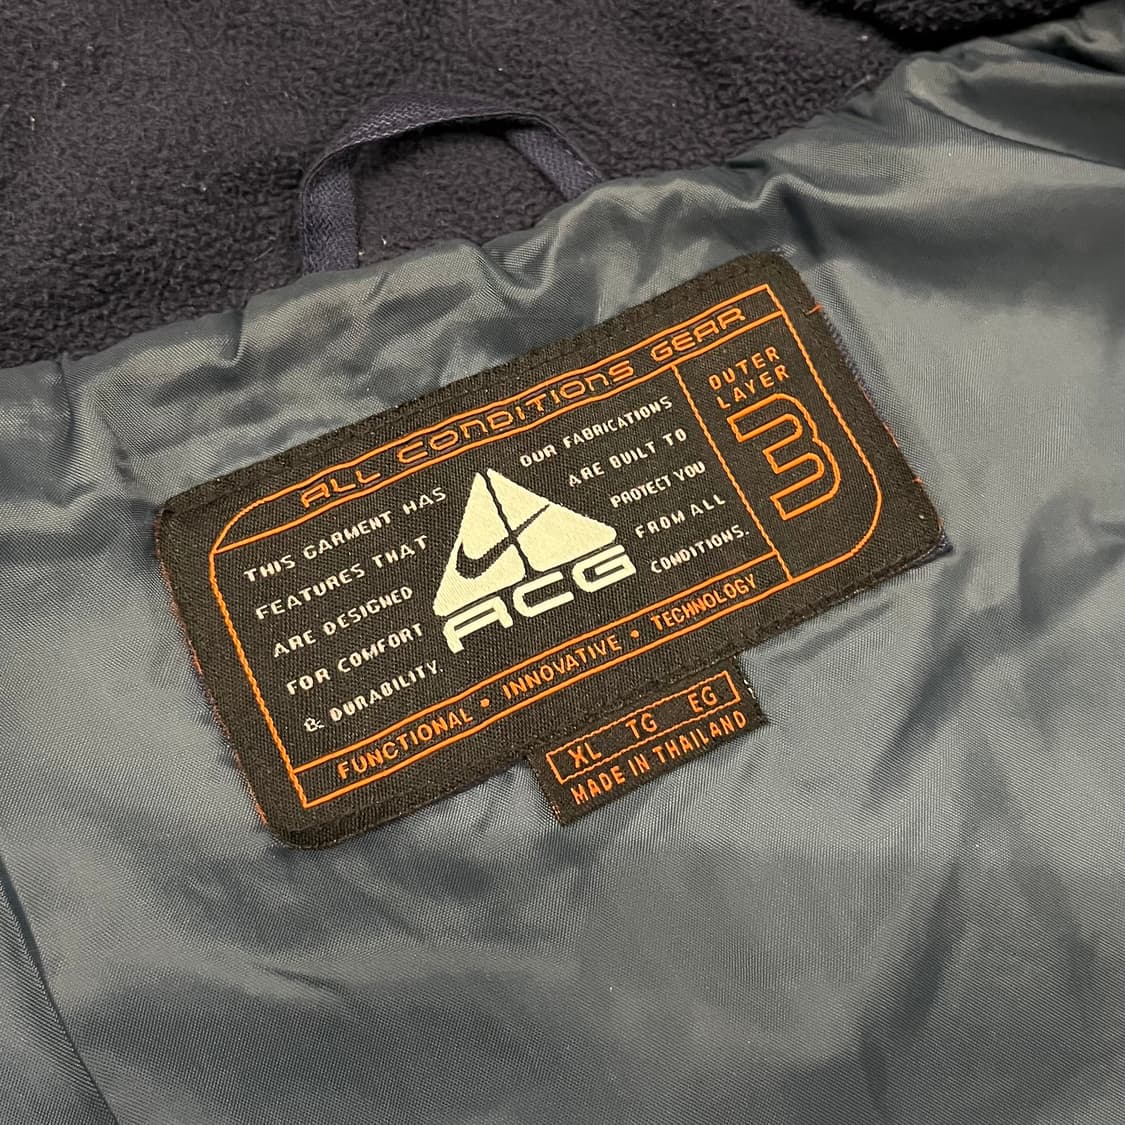 ALL CONDITIONS GEAR
THIS GARMENT HAS
FEATURES THAT
ARE DESIGNED
FOR COMFORT
& DURABILITY.
ACG
OUR FABRICATIONS
ARE BUILT TO
PROTECT YOU
FROM ALL
CONDITIONS.
OUTER
LAYER
3
FUNCTIONAL • INNOVATIVE • TECHNOLOGY
XL TG EG
MADE IN THAILAND